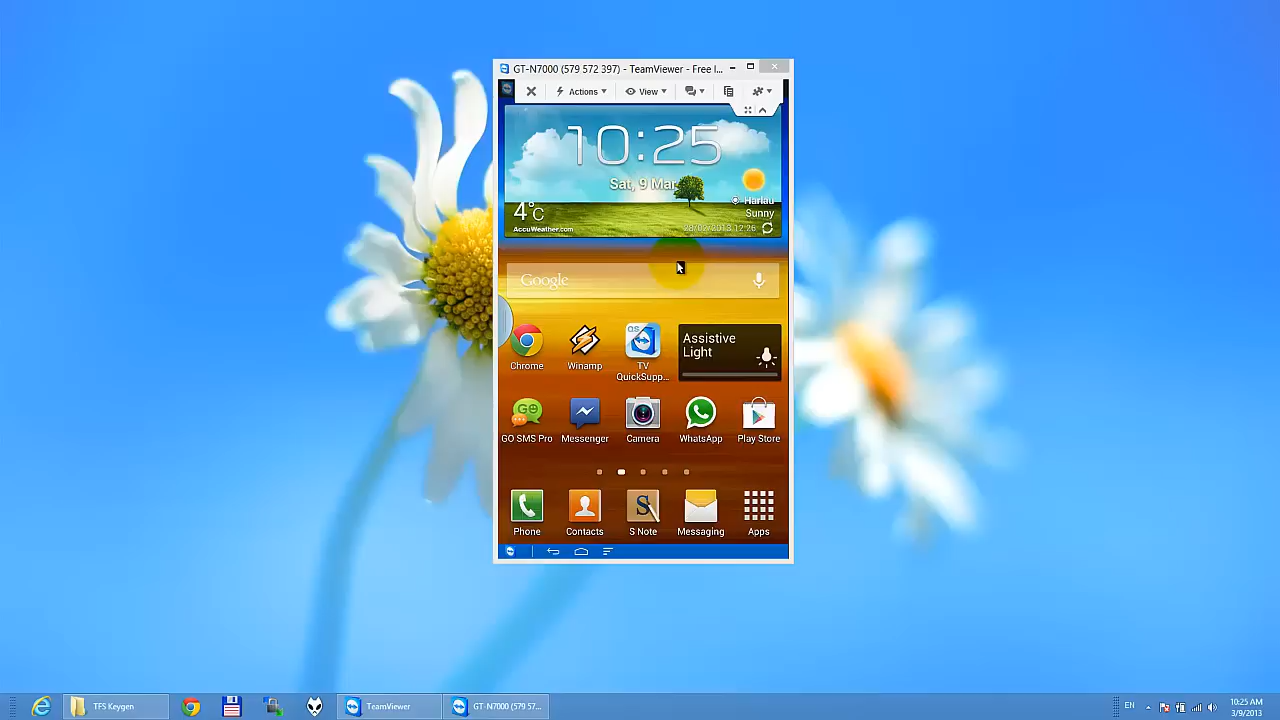 GT-N7000 (579 572 397) - TeamViewer - Free l...
Actions View
10:25
Sat, 9 Mar
4°C
Harlau
Sunny
AccuWeather.com
28/02/2013 12:26
Google
Assistive
Light
Chrome
Winamp
QS
TV
QuickSupp...
GO
GO SMS Pro
Messenger
Camera
WhatsApp
Play Store
S
Phone
Contacts
S Note
Messaging
Apps
TFS Keygen
TeamViewer
GT-N7000 (579 57...
EN
10:25 AM
3/9/2013